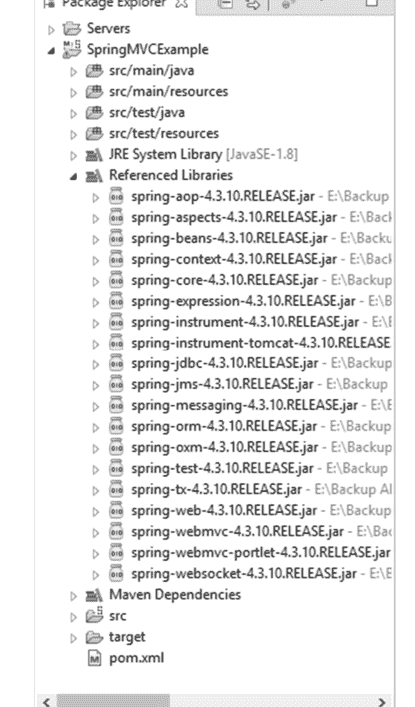 Package Explorer
Servers
SpringMVCExample
src/main/java
src/main/resources
src/test/java
src/test/resources
JRE System Library [JavaSE-1.8]
Referenced Libraries
spring-aop-4.3.10.RELEASE.jar - E:\Backup
spring-aspects-4.3.10.RELEASE.jar - E:\Back
spring-beans-4.3.10.RELEASE.jar - E:\Backu
spring-context-4.3.10.RELEASE.jar - E:\Back
spring-core-4.3.10.RELEASE.jar - E:\Backup
spring-expression-4.3.10.RELEASE.jar - E:\B
spring-instrument-4.3.10.RELEASE.jar - E:\E
spring-instrument-tomcat-4.3.10.RELEASE
spring-jdbc-4.3.10.RELEASE.jar - E:\Backup
spring-jms-4.3.10.RELEASE.jar - E:\Backup
spring-messaging-4.3.10.RELEASE.jar - E:\E
spring-orm-4.3.10.RELEASE.jar - E:\Backup
spring-oxm-4.3.10.RELEASE.jar - E:\Backup
spring-test-4.3.10.RELEASE.jar - E:\Backup
spring-tx-4.3.10.RELEASE.jar - E:\Backup Al
spring-web-4.3.10.RELEASE.jar - E:\Backup
spring-webmvc-4.3.10.RELEASE.jar - E:\Bac
spring-webmvc-portlet-4.3.10.RELEASE.jar
spring-websocket-4.3.10.RELEASE.jar - E:\E
Maven Dependencies
src
target
pom.xml